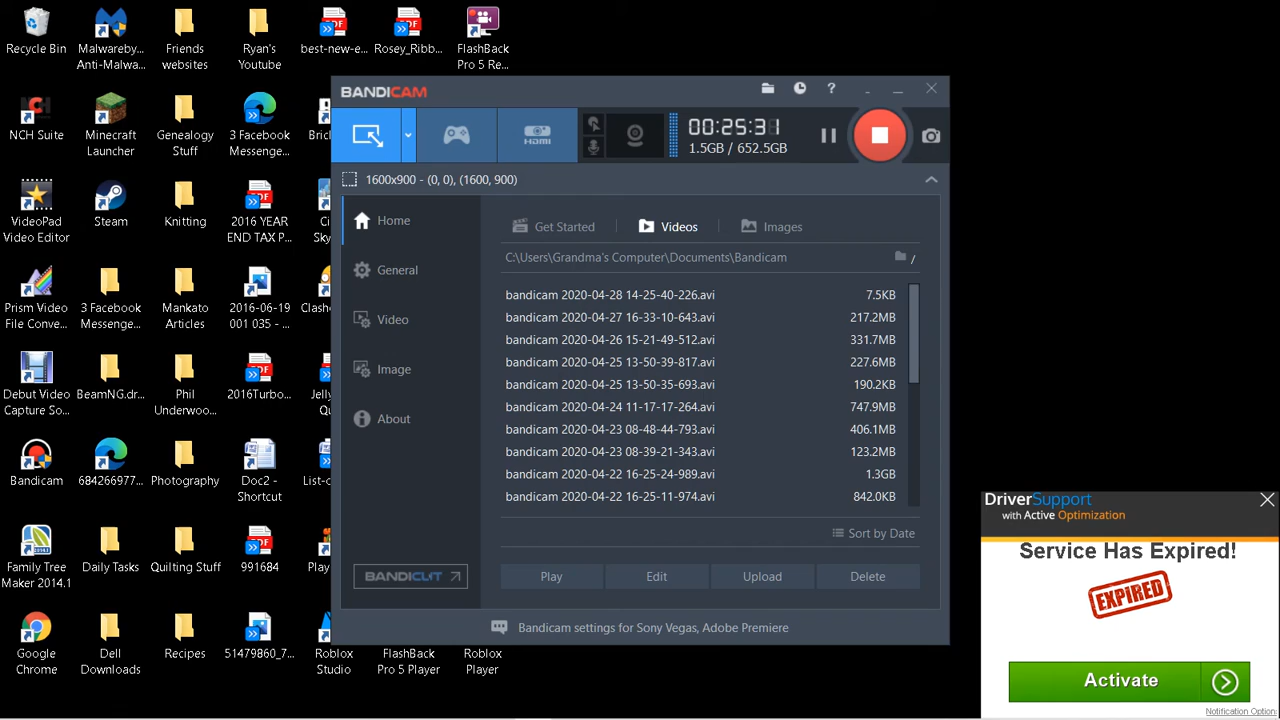 Recycle Bin
Malwareby...
Anti-Malwa...
Friends
websites
Ryan's
Youtube
best-new-e...
Rosey_Ribb...
FlashBack
Pro 5 Re...
NCH Suite
Minecraft
Launcher
Genealogy
Stuff
3 Facebook
Messenge...
VideoPad
Video Editor
Steam
Knitting
2016 YEAR
END TAX P...
Prism Video
File Conve...
3 Facebook
Messenge...
Mankato
Articles
2016-06-19
001 035 - ...
Debut Video
Capture So...
BeamNG.dr...
Phil
Underwoo...
2016Turbo...
Bandicam
684266977...
Photography
Doc2 -
Shortcut
Family Tree
Maker 2014.1
Daily Tasks
Quilting Stuff
991684
Google
Chrome
Dell
Downloads
Recipes
51479860_7...
Roblox
Studio
FlashBack
Pro 5 Player
Roblox
Player
BANDICAM
?
HDMI
00:25:31
1.5GB / 652.5GB
1600x900 - (0, 0), (1600, 900)
Home
General
Video
Image
About
BANDICUT
Get Started
Videos
Images
C:\Users\Grandma's Computer\Documents\Bandicam
/
bandicam 2020-04-28 14-25-40-226.avi 7.5KB
bandicam 2020-04-27 16-33-10-643.avi 217.2MB
bandicam 2020-04-26 15-21-49-512.avi 331.7MB
bandicam 2020-04-25 13-50-39-817.avi 227.6MB
bandicam 2020-04-25 13-50-35-693.avi 190.2KB
bandicam 2020-04-24 11-17-17-264.avi 747.9MB
bandicam 2020-04-23 08-48-44-793.avi 406.1MB
bandicam 2020-04-23 08-39-21-343.avi 123.2MB
bandicam 2020-04-22 16-25-24-989.avi 1.3GB
bandicam 2020-04-22 16-25-11-974.avi 842.0KB
Sort by Date
Play Edit Upload Delete
Bandicam settings for Sony Vegas, Adobe Premiere
DriverSupport
with Active Optimization
Service Has Expired!
EXPIRED
Activate
Notification Option